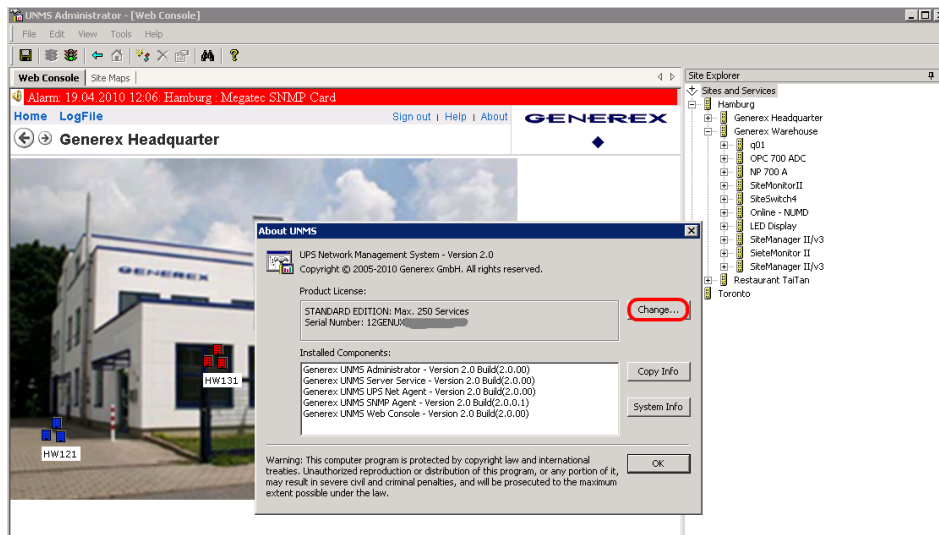 UNMS Administrator - [Web Console]
File Edit View Tools Help
Web Console Site Maps
Alarm: 19.04.2010 12:06: Hamburg : Megatec SNMP Card
Home LogFile
Sign out | Help | About
GENEREX
Generex Headquarter
GENEREX
HW131
HW121
About UNMS
UPS Network Management System - Version 2.0
Copyright © 2005-2010 Generex GmbH. All rights reserved.
Product License:
STANDARD EDITION: Max. 250 Services
Serial Number: 12GENUX
Change...
Installed Components:
Generex UNMS Administrator - Version 2.0 Build(2.0.00)
Generex UNMS Server Service - Version 2.0 Build(2.0.00)
Generex UNMS UPS Net Agent - Version 2.0 Build(2.0.00)
Generex UNMS SNMP Agent - Version 2.0 Build(2.0.0.1)
Generex UNMS Web Console - Version 2.0 Build(2.0.00)
Copy Info
System Info
Warning: This computer program is protected by copyright law and international
treaties. Unauthorized reproduction or distribution of this program, or any portion of it,
may result in severe civil and criminal penalties, and will be prosecuted to the maximum
extent possible under the law.
OK
Site Explorer
Sites and Services
Hamburg
Generex Headquarter
Generex Warehouse
q01
OPC 700 ADC
NP 700 A
SiteMonitorII
SiteSwitch4
Online - NUMD
LED Display
SiteManager II/v3
SieteMonitor II
SiteManager II/v3
Restaurant TaiTan
Toronto